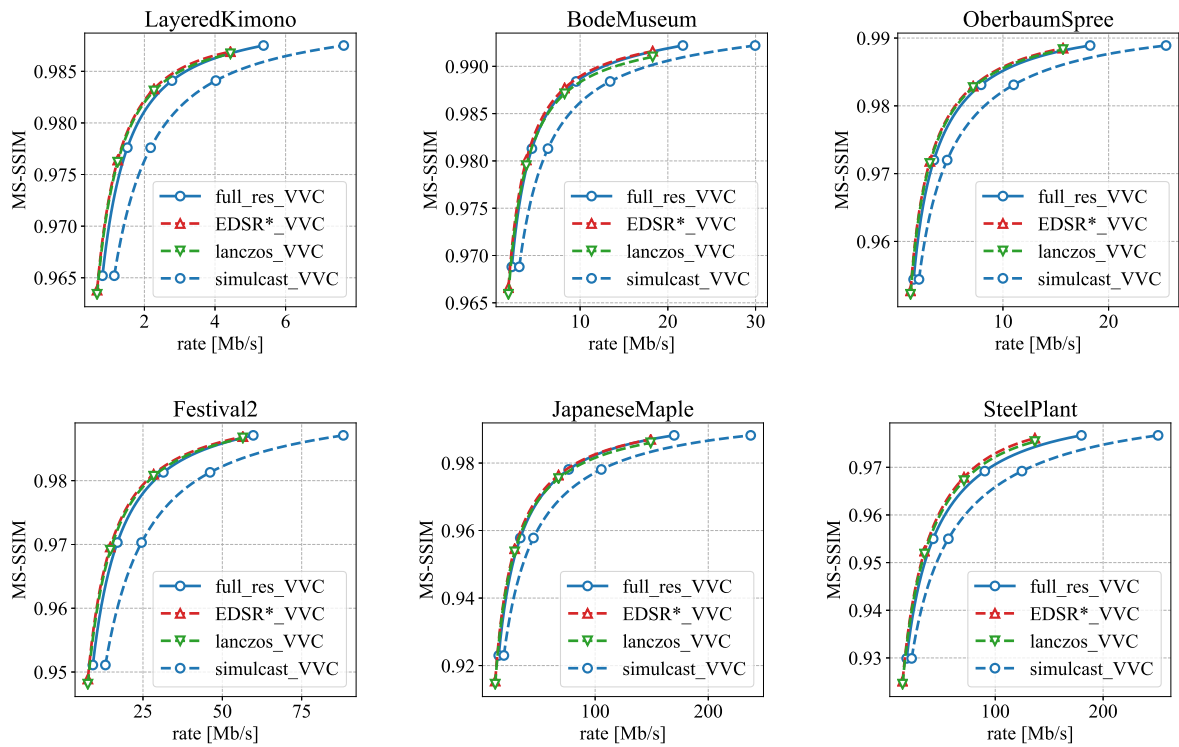 LayeredKimono
BodeMuseum
OberbaumSpree
MS-SSIM
0.985
0.980
0.975
0.970
0.965
full_res_VVC
EDSR*_VVC
lanczos_VVC
simulcast_VVC
2
4
6
rate [Mb/s]
MS-SSIM
0.990
0.985
0.980
0.975
0.970
0.965
full_res_VVC
EDSR*_VVC
lanczos_VVC
simulcast_VVC
10
20
30
rate [Mb/s]
MS-SSIM
0.99
0.98
0.97
0.96
full_res_VVC
EDSR*_VVC
lanczos_VVC
simulcast_VVC
10
20
rate [Mb/s]
Festival2
JapaneseMaple
SteelPlant
MS-SSIM
0.98
0.97
0.96
0.95
full_res_VVC
EDSR*_VVC
lanczos_VVC
simulcast_VVC
25
50
75
rate [Mb/s]
MS-SSIM
0.98
0.96
0.94
0.92
full_res_VVC
EDSR*_VVC
lanczos_VVC
simulcast_VVC
100
200
rate [Mb/s]
MS-SSIM
0.97
0.96
0.95
0.94
0.93
full_res_VVC
EDSR*_VVC
lanczos_VVC
simulcast_VVC
100
200
rate [Mb/s]